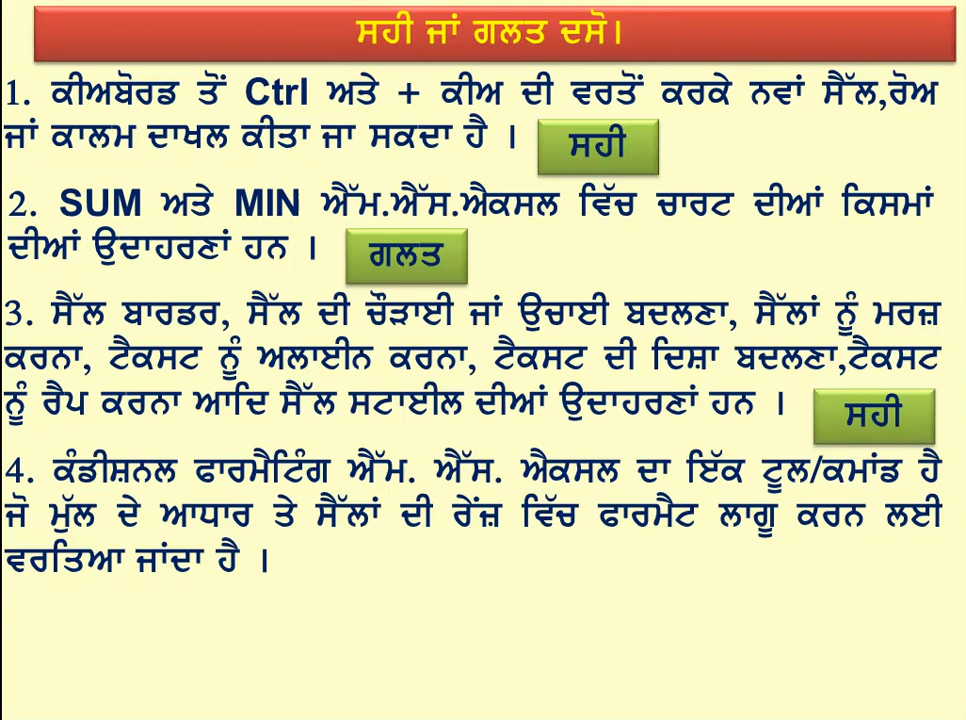 ਸਹੀ ਜਾਂ ਗਲਤ ਦਸੋ।
1. ਕੀਅਬੋਰਡ ਤੋਂ Ctrl ਅਤੇ + ਕੀਅ ਦੀ ਵਰਤੋਂ ਕਰਕੇ ਨਵਾਂ ਸੈੱਲ,ਰੋਅ
ਜਾਂ ਕਾਲਮ ਦਾਖਲ ਕੀਤਾ ਜਾ ਸਕਦਾ ਹੈ । ਸਹੀ
2. SUM ਅਤੇ MIN ਐੱਮ.ਐੱਸ.ਐਕਸਲ ਵਿੱਚ ਚਾਰਟ ਦੀਆਂ ਕਿਸਮਾਂ
ਦੀਆਂ ਉਦਾਹਰਣਾਂ ਹਨ । ਗਲਤ
3. ਸੈੱਲ ਬਾਰਡਰ, ਸੈੱਲ ਦੀ ਚੌੜਾਈ ਜਾਂ ਉਚਾਈ ਬਦਲਣਾ, ਸੈੱਲਾਂ ਨੂੰ ਮਰਜ਼
ਕਰਨਾ, ਟੈਕਸਟ ਨੂੰ ਅਲਾਈਨ ਕਰਨਾ, ਟੈਕਸਟ ਦੀ ਦਿਸ਼ਾ ਬਦਲਣਾ,ਟੈਕਸਟ
ਨੂੰ ਰੈਪ ਕਰਨਾ ਆਦਿ ਸੈੱਲ ਸਟਾਈਲ ਦੀਆਂ ਉਦਾਹਰਣਾਂ ਹਨ । ਸਹੀ
4. ਕੰਡੀਸ਼ਨਲ ਫਾਰਮੈਟਿੰਗ ਐੱਮ. ਐੱਸ. ਐਕਸਲ ਦਾ ਇੱਕ ਟੂਲ/ਕਮਾਂਡ ਹੈ
ਜੋ ਮੁੱਲ ਦੇ ਆਧਾਰ ਤੇ ਸੈੱਲਾਂ ਦੀ ਰੇਂਜ਼ ਵਿੱਚ ਫਾਰਮੈਟ ਲਾਗੂ ਕਰਨ ਲਈ
ਵਰਤਿਆ ਜਾਂਦਾ ਹੈ ।